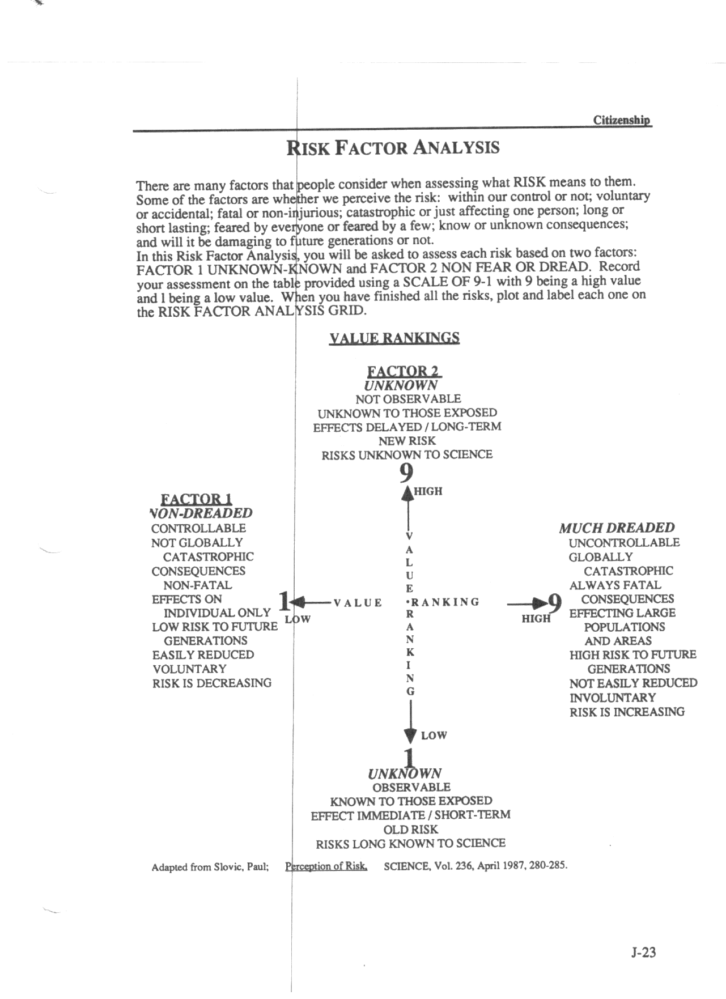 Citizenship
RISK FACTOR ANALYSIS
There are many factors that people consider when assessing what RISK means to them.
Some of the factors are whether we perceive the risk: within our control or not; voluntary
or accidental; fatal or non-injurious; catastrophic or just affecting one person; long or
short lasting; feared by everyone or feared by a few; know or unknown consequences;
and will it be damaging to future generations or not.
In this Risk Factor Analysis, you will be asked to assess each risk based on two factors:
FACTOR 1 UNKNOWN-KNOWN and FACTOR 2 NON FEAR OR DREAD. Record
your assessment on the table provided using a SCALE OF 9-1 with 9 being a high value
and 1 being a low value. When you have finished all the risks, plot and label each one on
the RISK FACTOR ANALYSIS GRID.
VALUE RANKINGS
FACTOR 2
UNKNOWN
NOT OBSERVABLE
UNKNOWN TO THOSE EXPOSED
EFFECTS DELAYED / LONG-TERM
NEW RISK
RISKS UNKNOWN TO SCIENCE
9
HIGH
VALUE RANKING
FACTOR 1
NON-DREADED
CONTROLLABLE
NOT GLOBALLY
CATASTROPHIC
CONSEQUENCES
NON-FATAL
EFFECTS ON
INDIVIDUAL ONLY
LOW RISK TO FUTURE
GENERATIONS
EASILY REDUCED
VOLUNTARY
RISK IS DECREASING
1
LOW
VALUE •RANKING
9
HIGH
MUCH DREADED
UNCONTROLLABLE
GLOBALLY
CATASTROPHIC
ALWAYS FATAL
CONSEQUENCES
EFFECTING LARGE
POPULATIONS
AND AREAS
HIGH RISK TO FUTURE
GENERATIONS
NOT EASILY REDUCED
INVOLUNTARY
RISK IS INCREASING
LOW
1
UNKNOWN
OBSERVABLE
KNOWN TO THOSE EXPOSED
EFFECT IMMEDIATE / SHORT-TERM
OLD RISK
RISKS LONG KNOWN TO SCIENCE
Adapted from Slovic, Paul; Perception of Risk. SCIENCE, Vol. 236, April 1987, 280-285.
J-23